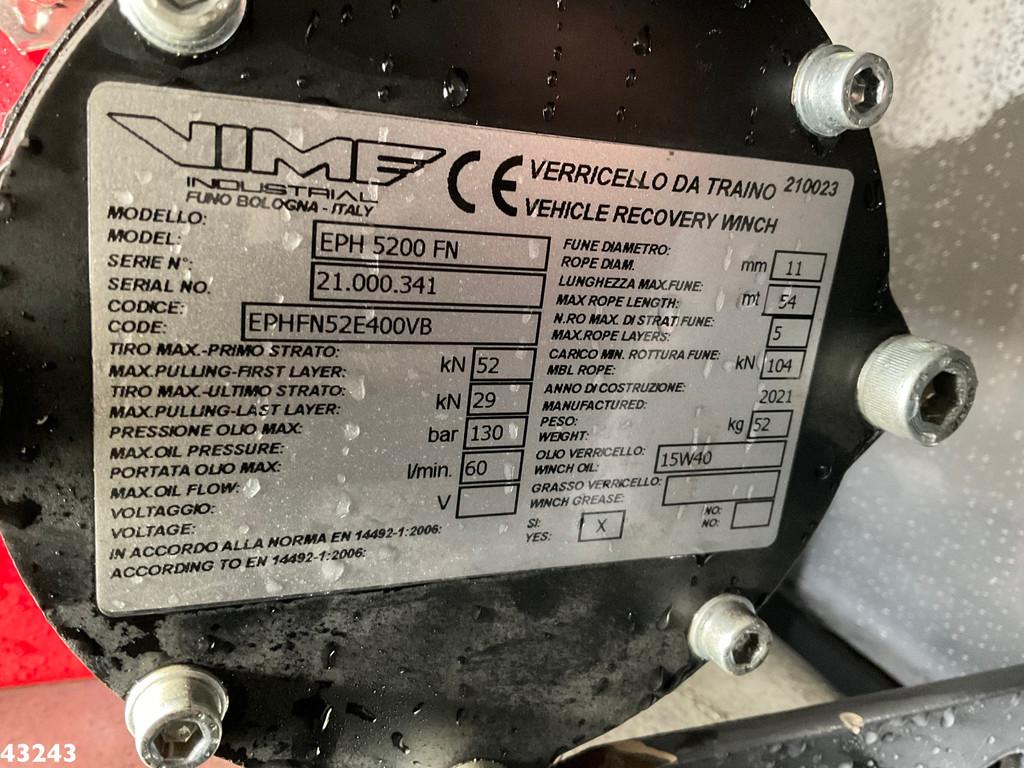 VIME
INDUSTRIAL
FUNO BOLOGNA - ITALY
CE
VERRICELLO DA TRAINO 210023
VEHICLE RECOVERY WINCH
MODELLO:
MODEL: EPH 5200 FN
SERIE N°:
SERIAL NO. 21.000.341
CODICE:
CODE: EPHFN52E400VB
TIRO MAX.-PRIMO STRATO:
MAX.PULLING-FIRST LAYER: kN 52
TIRO MAX.-ULTIMO STRATO:
MAX.PULLING-LAST LAYER: kN 29
PRESSIONE OLIO MAX: bar 130
MAX.OIL PRESSURE:
PORTATA OLIO MAX: l/min. 60
MAX.OIL FLOW:
VOLTAGGIO: V
VOLTAGE:
IN ACCORDO ALLA NORMA EN 14492-1:2006:
ACCORDING TO EN 14492-1:2006:
FUNE DIAMETRO:
ROPE DIAM. mm 11
LUNGHEZZA MAX.FUNE:
MAX ROPE LENGTH: mt 54
N.RO MAX. DI STRATI FUNE:
MAX.ROPE LAYERS: 5
CARICO MIN. ROTTURA FUNE:
MBL ROPE: kN 104
ANNO DI COSTRUZIONE:
MANUFACTURED: 2021
PESO:
WEIGHT: kg 52
OLIO VERRICELLO:
WINCH OIL: 15W40
GRASSO VERRICELLO:
WINCH GREASE:
SI: NO:
YES: X NO:
43243